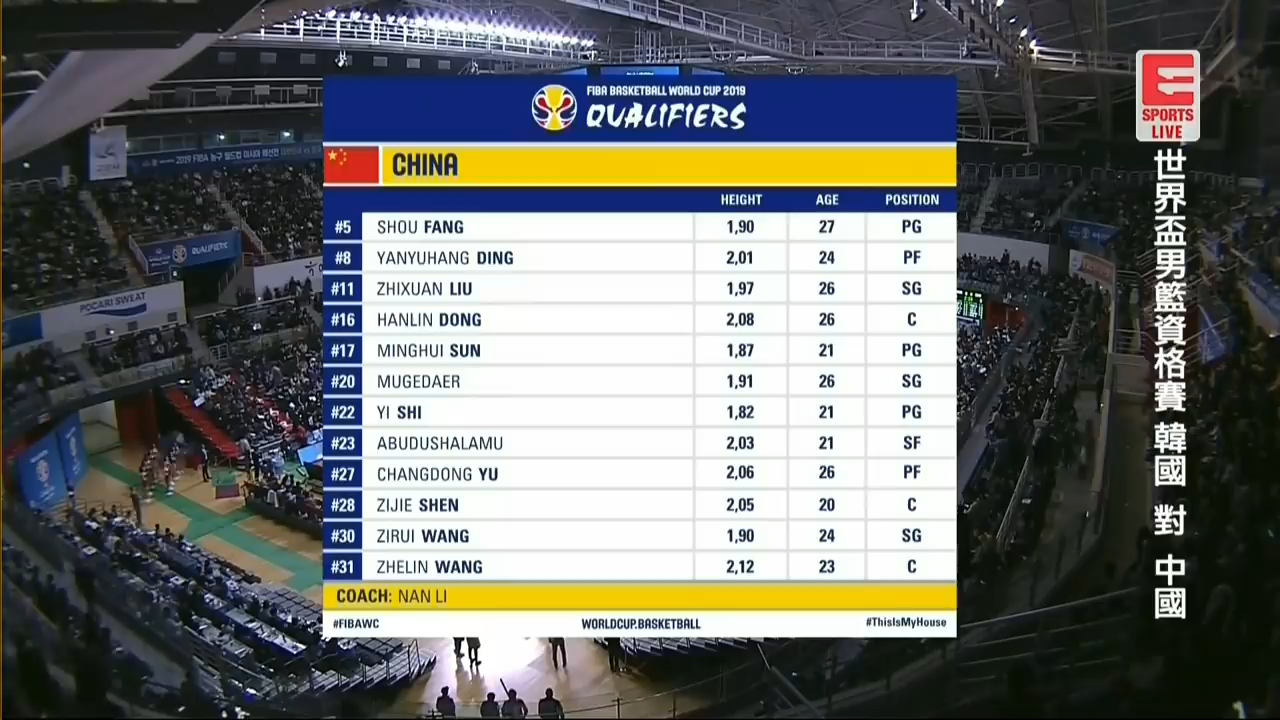 FIBA BASKETBALL WORLD CUP 2019
QUALIFIERS
CHINA
HEIGHT AGE POSITION
#5 SHOU FANG 1,90 27 PG
#8 YANYUHANG DING 2,01 24 PF
#11 ZHIXUAN LIU 1,97 26 SG
#16 HANLIN DONG 2,08 26 C
#17 MINGHUI SUN 1,87 21 PG
#20 MUGEDAER 1,91 26 SG
#22 YI SHI 1,82 21 PG
#23 ABUDUSHALAMU 2,03 21 SF
#27 CHANGDONG YU 2,06 26 PF
#28 ZIJIE SHEN 2,05 20 C
#30 ZIRUI WANG 1,90 24 SG
#31 ZHELIN WANG 2,12 23 C
COACH: NAN LI
#FIBAWC WORLDCUP.BASKETBALL #ThisIsMyHouse
SPORTS
LIVE
世界盃男籃資格賽 韓國 對 中國
POCARI SWEAT
QUALIFIERS